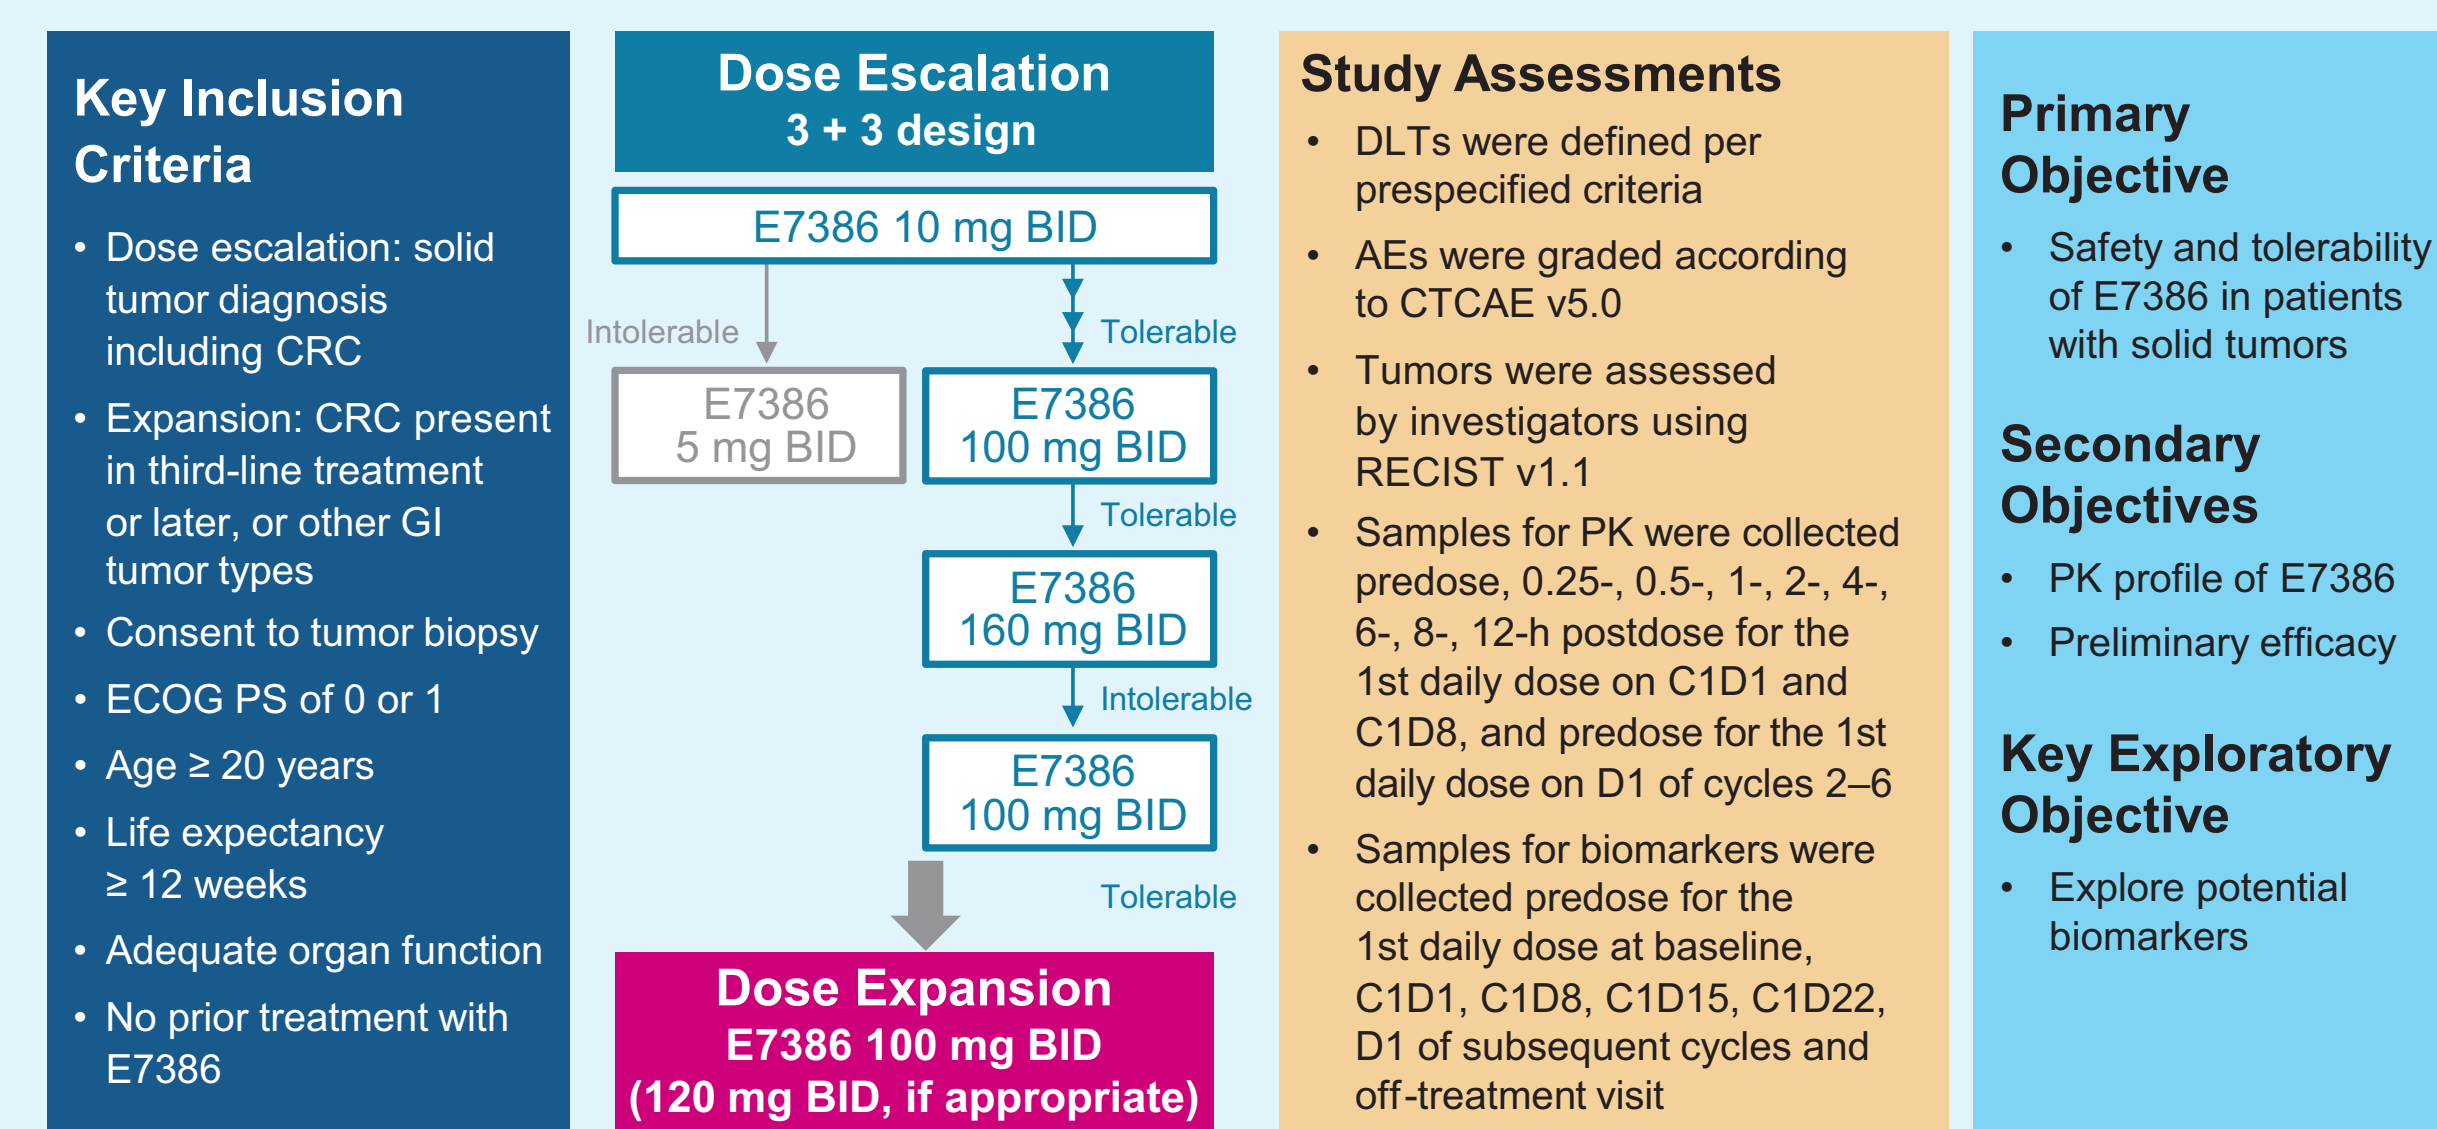 Key Inclusion
Criteria
• Dose escalation: solid
tumor diagnosis
including CRC
• Expansion: CRC present
in third-line treatment
or later, or other GI
tumor types
• Consent to tumor biopsy
• ECOG PS of 0 or 1
• Age ≥ 20 years
• Life expectancy
≥ 12 weeks
• Adequate organ function
• No prior treatment with
E7386
Dose Escalation
3 + 3 design
E7386 10 mg BID
Intolerable
Tolerable
E7386
5 mg BID
E7386
100 mg BID
Tolerable
E7386
160 mg BID
Intolerable
E7386
100 mg BID
Tolerable
Dose Expansion
E7386 100 mg BID
(120 mg BID, if appropriate)
Study Assessments
• DLTs were defined per
prespecified criteria
• AEs were graded according
to CTCAE v5.0
• Tumors were assessed
by investigators using
RECIST v1.1
• Samples for PK were collected
predose, 0.25-, 0.5-, 1-, 2-, 4-,
6-, 8-, 12-h postdose for the
1st daily dose on C1D1 and
C1D8, and predose for the 1st
daily dose on D1 of cycles 2–6
• Samples for biomarkers were
collected predose for the
1st daily dose at baseline,
C1D1, C1D8, C1D15, C1D22,
D1 of subsequent cycles and
off-treatment visit
Primary
Objective
• Safety and tolerability
of E7386 in patients
with solid tumors
Secondary
Objectives
• PK profile of E7386
• Preliminary efficacy
Key Exploratory
Objective
• Explore potential
biomarkers